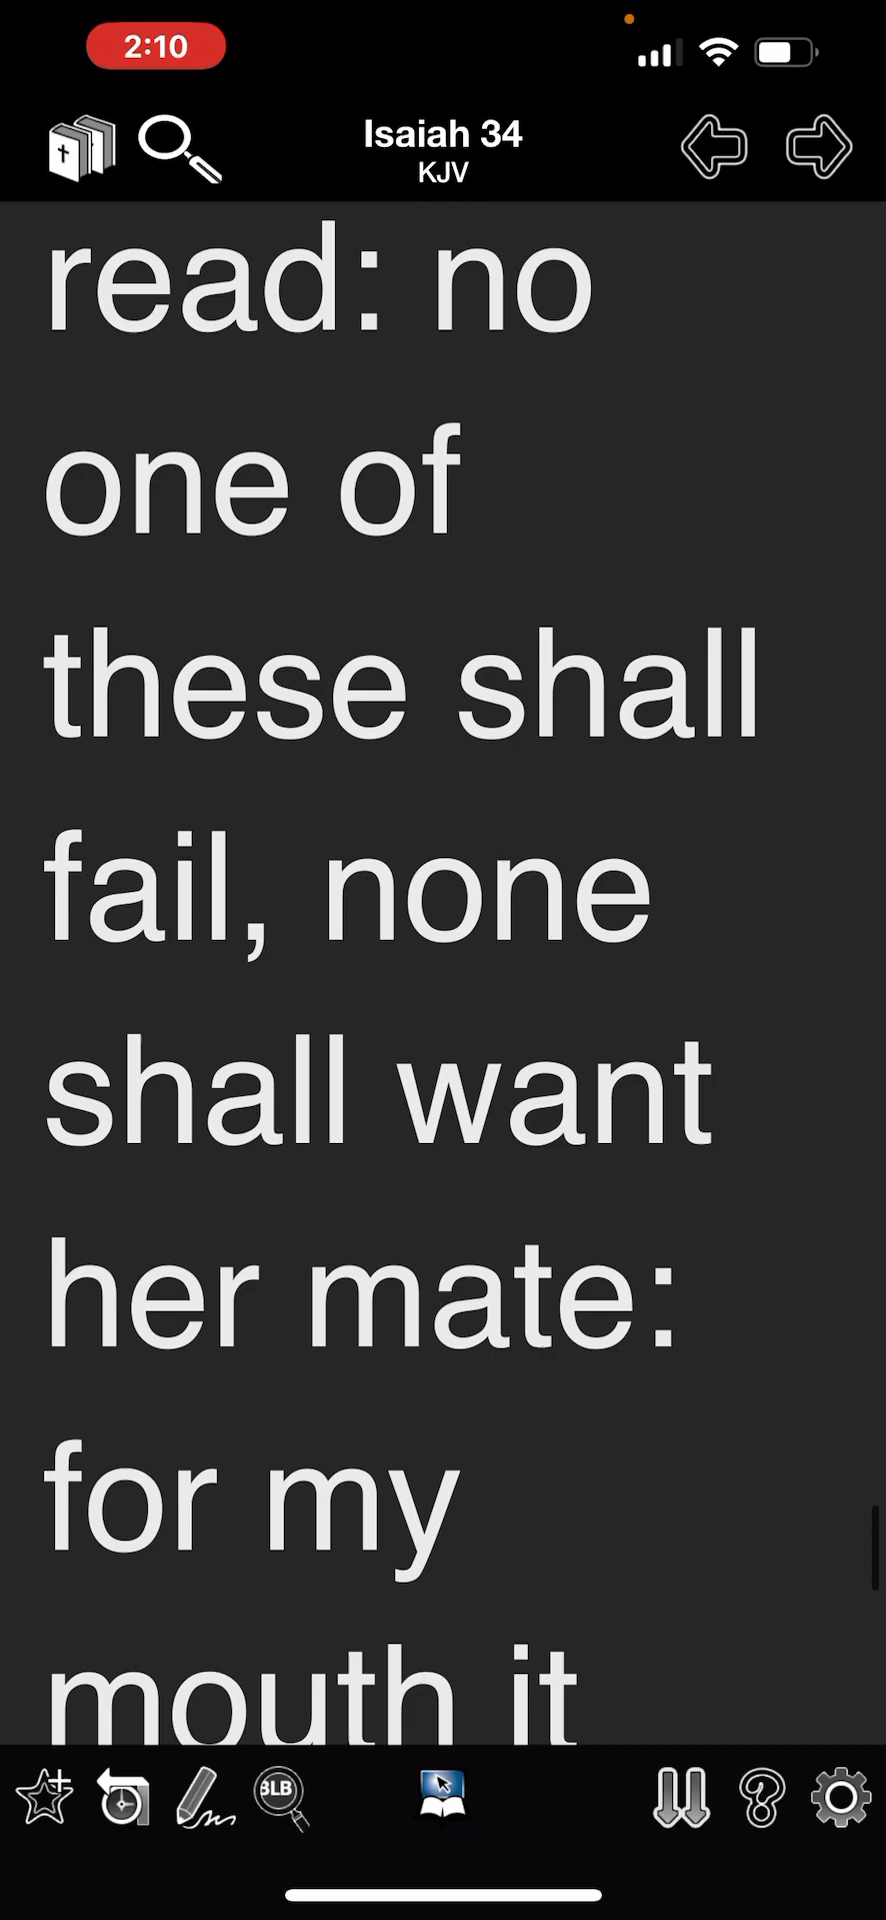 2:10
Isaiah 34
KJV
read: no
one of
these shall
fail, none
shall want
her mate:
for my
mouth it
BLB